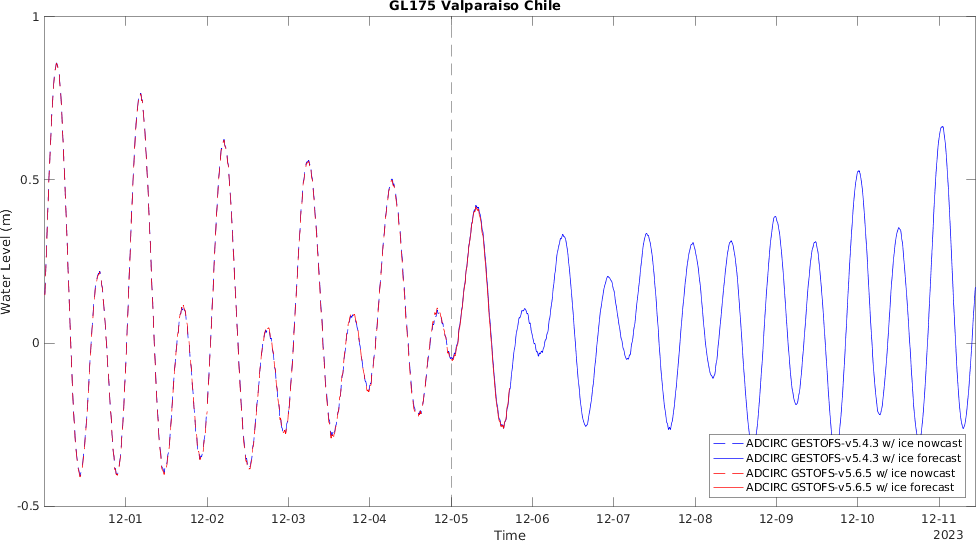 GL175 Valparaiso Chile
1
0.5
0
-0.5
Water Level (m)
12-01
12-02
12-03
12-04
12-05
12-06
12-07
12-08
12-09
12-10
12-11
Time
2023
ADCIRC GESTOFS-v5.4.3 w/ ice nowcast
ADCIRC GESTOFS-v5.4.3 w/ ice forecast
ADCIRC GSTOFS-v5.6.5 w/ ice nowcast
ADCIRC GSTOFS-v5.6.5 w/ ice forecast